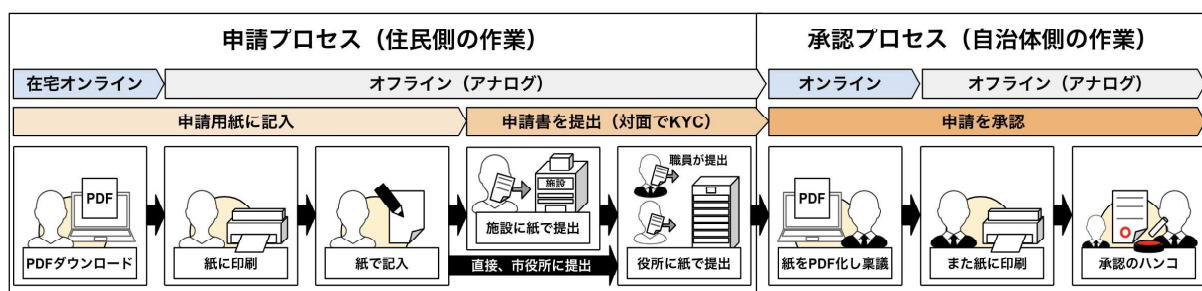 申請プロセス（住民側の作業）
承認プロセス（自治体側の作業）
在宅オンライン
オフライン（アナログ）
オンライン
オフライン（アナログ）
申請用紙に記入
申請書を提出（対面でKYC）
申請を承認
PDF
PDFダウンロード
紙に印刷
紙で記入
施設
施設に紙で提出
直接、市役所に提出
職員が提出
役所に紙で提出
PDF
紙をPDF化し稟議
また紙に印刷
承認のハンコ